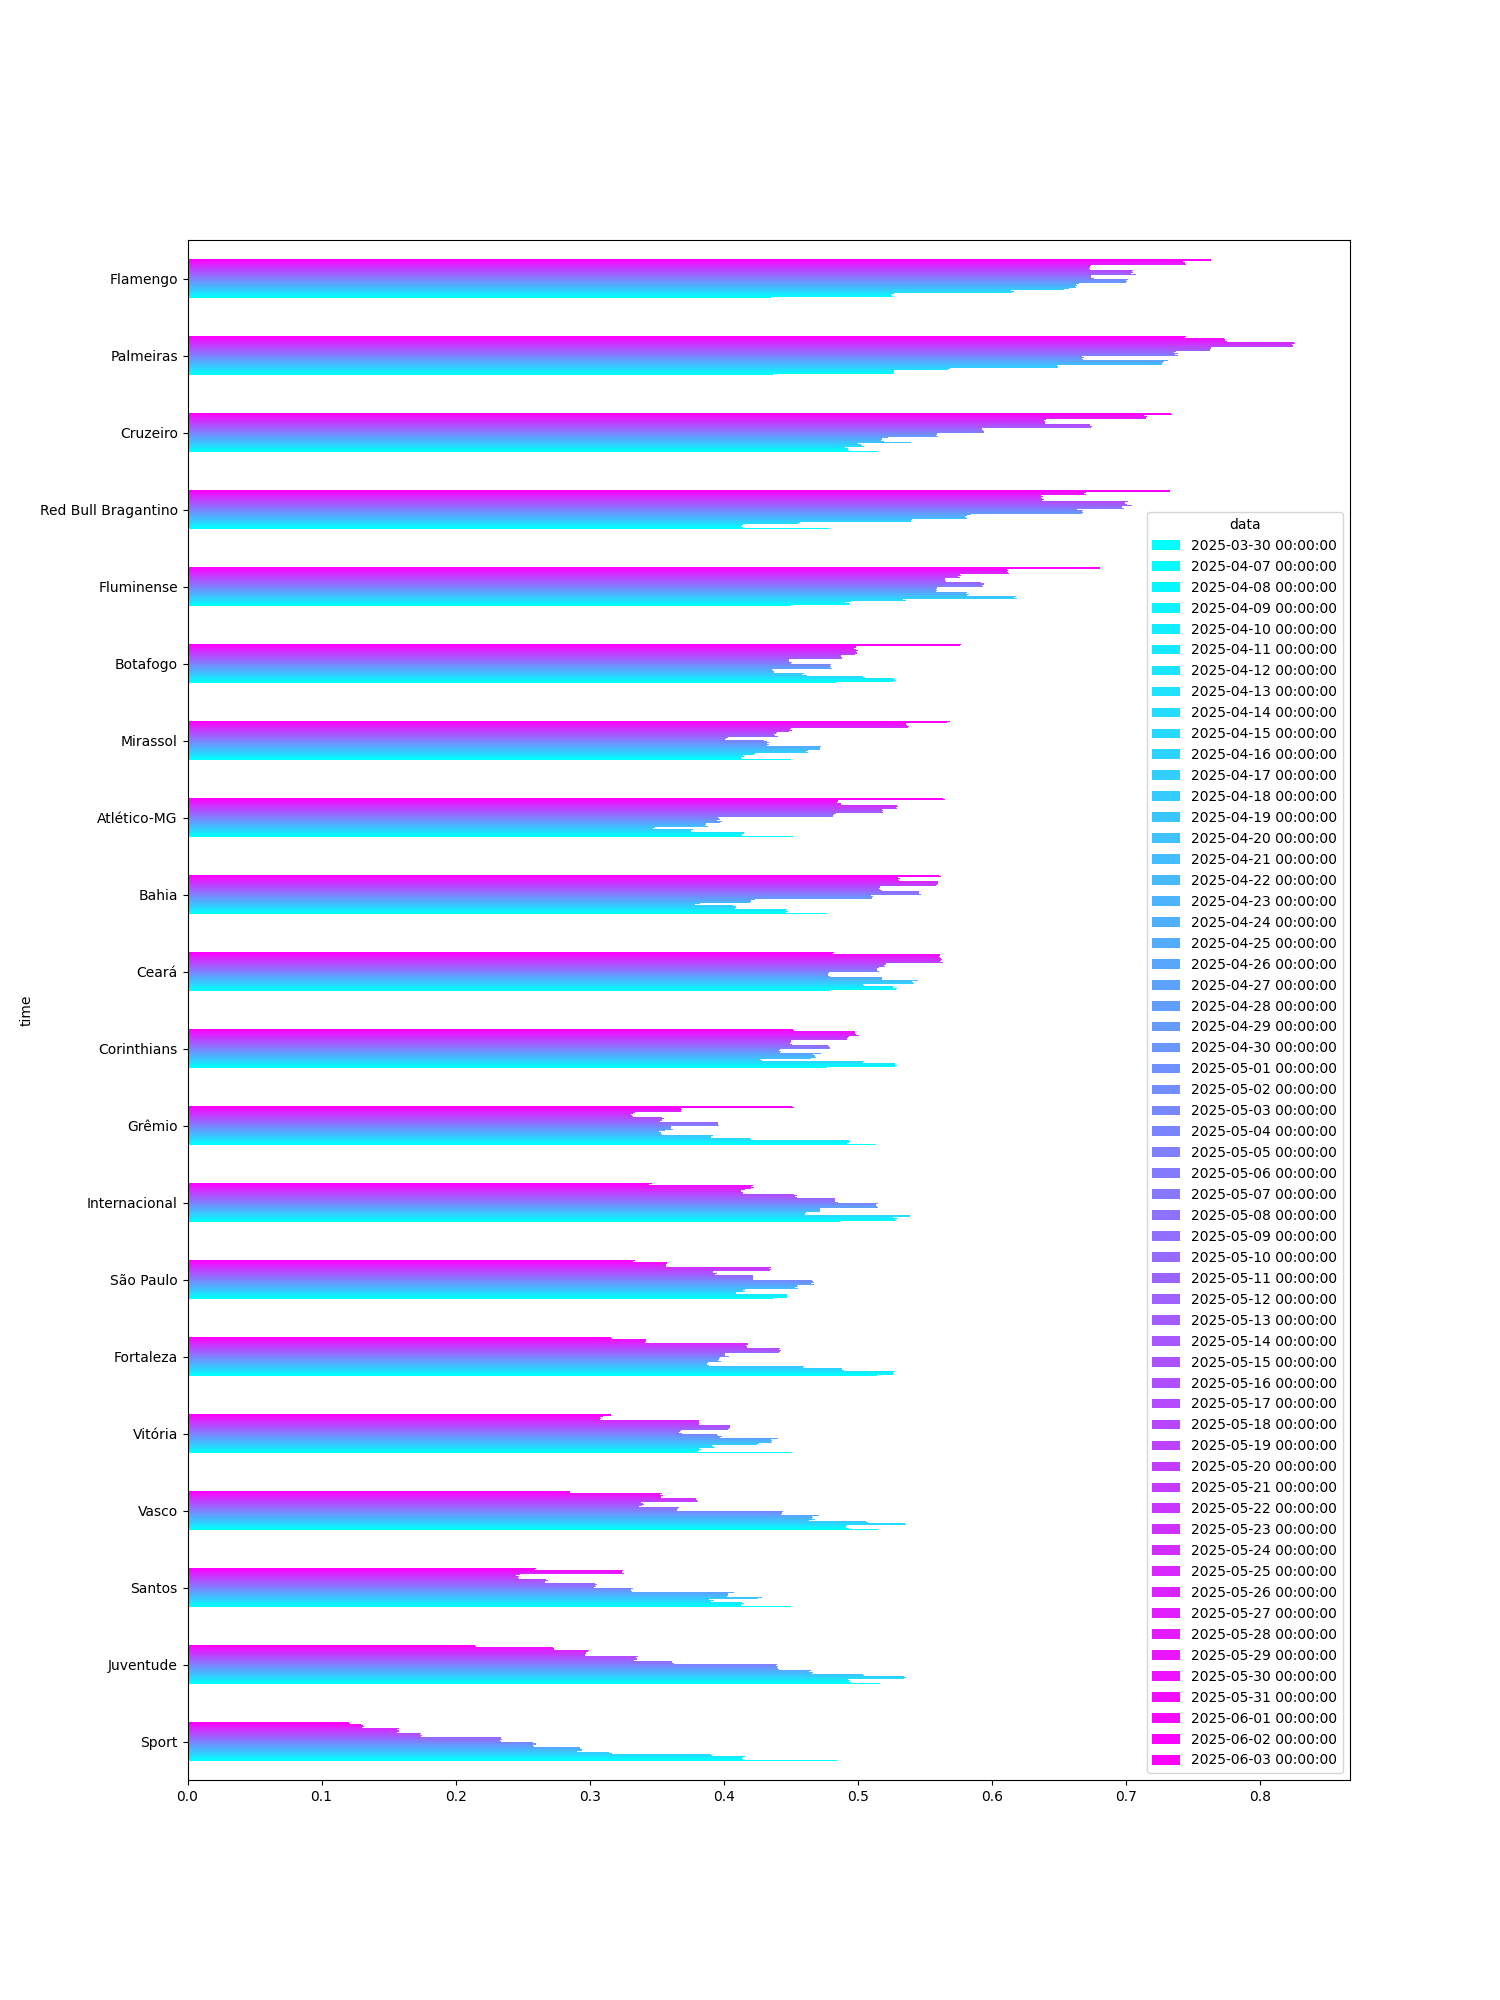 Flamengo
Palmeiras
Cruzeiro
Red Bull Bragantino
Fluminense
Botafogo
Mirassol
Atlético-MG
Bahia
Ceará
Corinthians
Grêmio
Internacional
São Paulo
Fortaleza
Vitória
Vasco
Santos
Juventude
Sport
time
data
2025-03-30 00:00:00
2025-04-07 00:00:00
2025-04-08 00:00:00
2025-04-09 00:00:00
2025-04-10 00:00:00
2025-04-11 00:00:00
2025-04-12 00:00:00
2025-04-13 00:00:00
2025-04-14 00:00:00
2025-04-15 00:00:00
2025-04-16 00:00:00
2025-04-17 00:00:00
2025-04-18 00:00:00
2025-04-19 00:00:00
2025-04-20 00:00:00
2025-04-21 00:00:00
2025-04-22 00:00:00
2025-04-23 00:00:00
2025-04-24 00:00:00
2025-04-25 00:00:00
2025-04-26 00:00:00
2025-04-27 00:00:00
2025-04-28 00:00:00
2025-04-29 00:00:00
2025-04-30 00:00:00
2025-05-01 00:00:00
2025-05-02 00:00:00
2025-05-03 00:00:00
2025-05-04 00:00:00
2025-05-05 00:00:00
2025-05-06 00:00:00
2025-05-07 00:00:00
2025-05-08 00:00:00
2025-05-09 00:00:00
2025-05-10 00:00:00
2025-05-11 00:00:00
2025-05-12 00:00:00
2025-05-13 00:00:00
2025-05-14 00:00:00
2025-05-15 00:00:00
2025-05-16 00:00:00
2025-05-17 00:00:00
2025-05-18 00:00:00
2025-05-19 00:00:00
2025-05-20 00:00:00
2025-05-21 00:00:00
2025-05-22 00:00:00
2025-05-23 00:00:00
2025-05-24 00:00:00
2025-05-25 00:00:00
2025-05-26 00:00:00
2025-05-27 00:00:00
2025-05-28 00:00:00
2025-05-29 00:00:00
2025-05-30 00:00:00
2025-05-31 00:00:00
2025-06-01 00:00:00
2025-06-02 00:00:00
2025-06-03 00:00:00
0.0 0.1 0.2 0.3 0.4 0.5 0.6 0.7 0.8